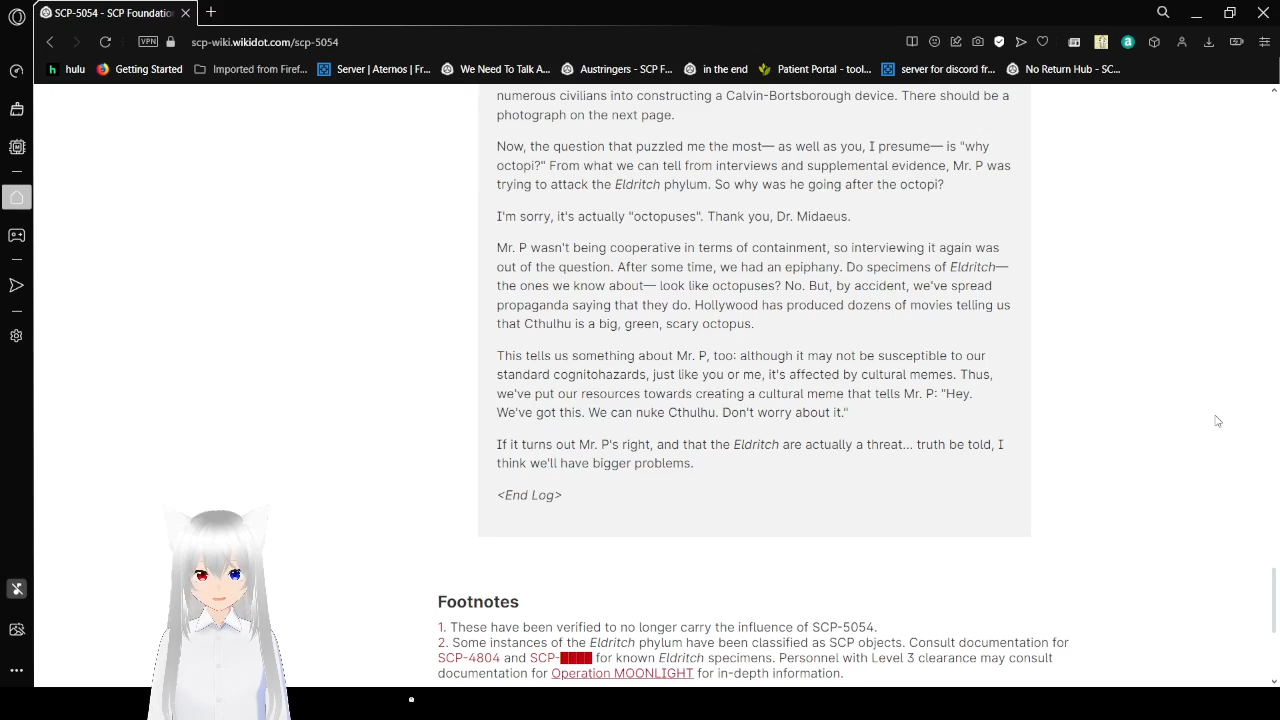 SCP-5054 - SCP Foundatio
scp-wiki.wikidot.com/scp-5054
VPN
h hulu
Getting Started
Imported from Firef...
Server | Aternos | Fr...
We Need To Talk A...
Austringers - SCP F...
in the end
Patient Portal - tool...
server for discord fr...
No Return Hub - SC...
numerous civilians into constructing a Calvin-Bortsborough device. There should be a
photograph on the next page.
Now, the question that puzzled me the most— as well as you, I presume— is "why
octopi?" From what we can tell from interviews and supplemental evidence, Mr. P was
trying to attack the Eldritch phylum. So why was he going after the octopi?
I'm sorry, it's actually "octopuses". Thank you, Dr. Midaeus.
Mr. P wasn't being cooperative in terms of containment, so interviewing it again was
out of the question. After some time, we had an epiphany. Do specimens of Eldritch—
the ones we know about— look like octopuses? No. But, by accident, we've spread
propaganda saying that they do. Hollywood has produced dozens of movies telling us
that Cthulhu is a big, green, scary octopus.
This tells us something about Mr. P, too: although it may not be susceptible to our
standard cognitohazards, just like you or me, it's affected by cultural memes. Thus,
we've put our resources towards creating a cultural meme that tells Mr. P: "Hey.
We've got this. We can nuke Cthulhu. Don't worry about it."
If it turns out Mr. P's right, and that the Eldritch are actually a threat... truth be told, I
think we'll have bigger problems.
<End Log>
Footnotes
1. These have been verified to no longer carry the influence of SCP-5054.
2. Some instances of the Eldritch phylum have been classified as SCP objects. Consult documentation for
SCP-4804 and SCP-████ for known Eldritch specimens. Personnel with Level 3 clearance may consult
documentation for Operation MOONLIGHT for in-depth information.